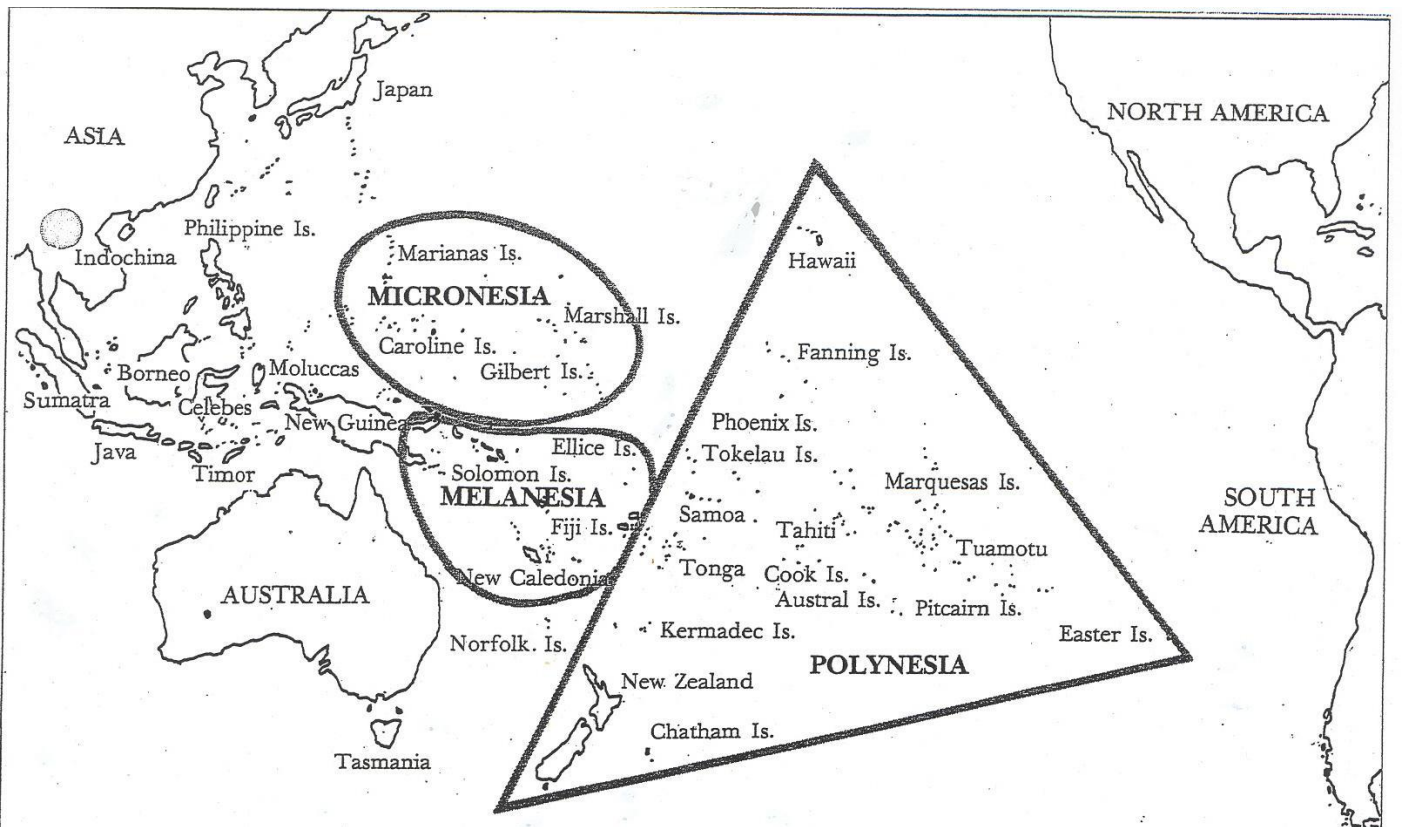 Japan
NORTH AMERICA
ASIA
Philippine Is.
Indochina
Marianas Is.
Hawaii
MICRONESIA
Marshall Is.
Caroline Is.
Fanning Is.
Moluccas
Borneo
Gilbert Is.
Sumatra
Celebes
New Guinea
Phoenix Is.
Java
Ellice Is.
Tokelau Is.
Timor
Solomon Is.
Marquesas Is.
MELANESIA
SOUTH
AMERICA
Samoa
Fiji Is.
Tahiti
Tuamotu
Tonga
Cook Is.
New Caledonia
AUSTRALIA
Austral Is.
Pitcairn Is.
Norfolk. Is.
Kermadec Is.
Easter Is.
POLYNESIA
New Zealand
Chatham Is.
Tasmania